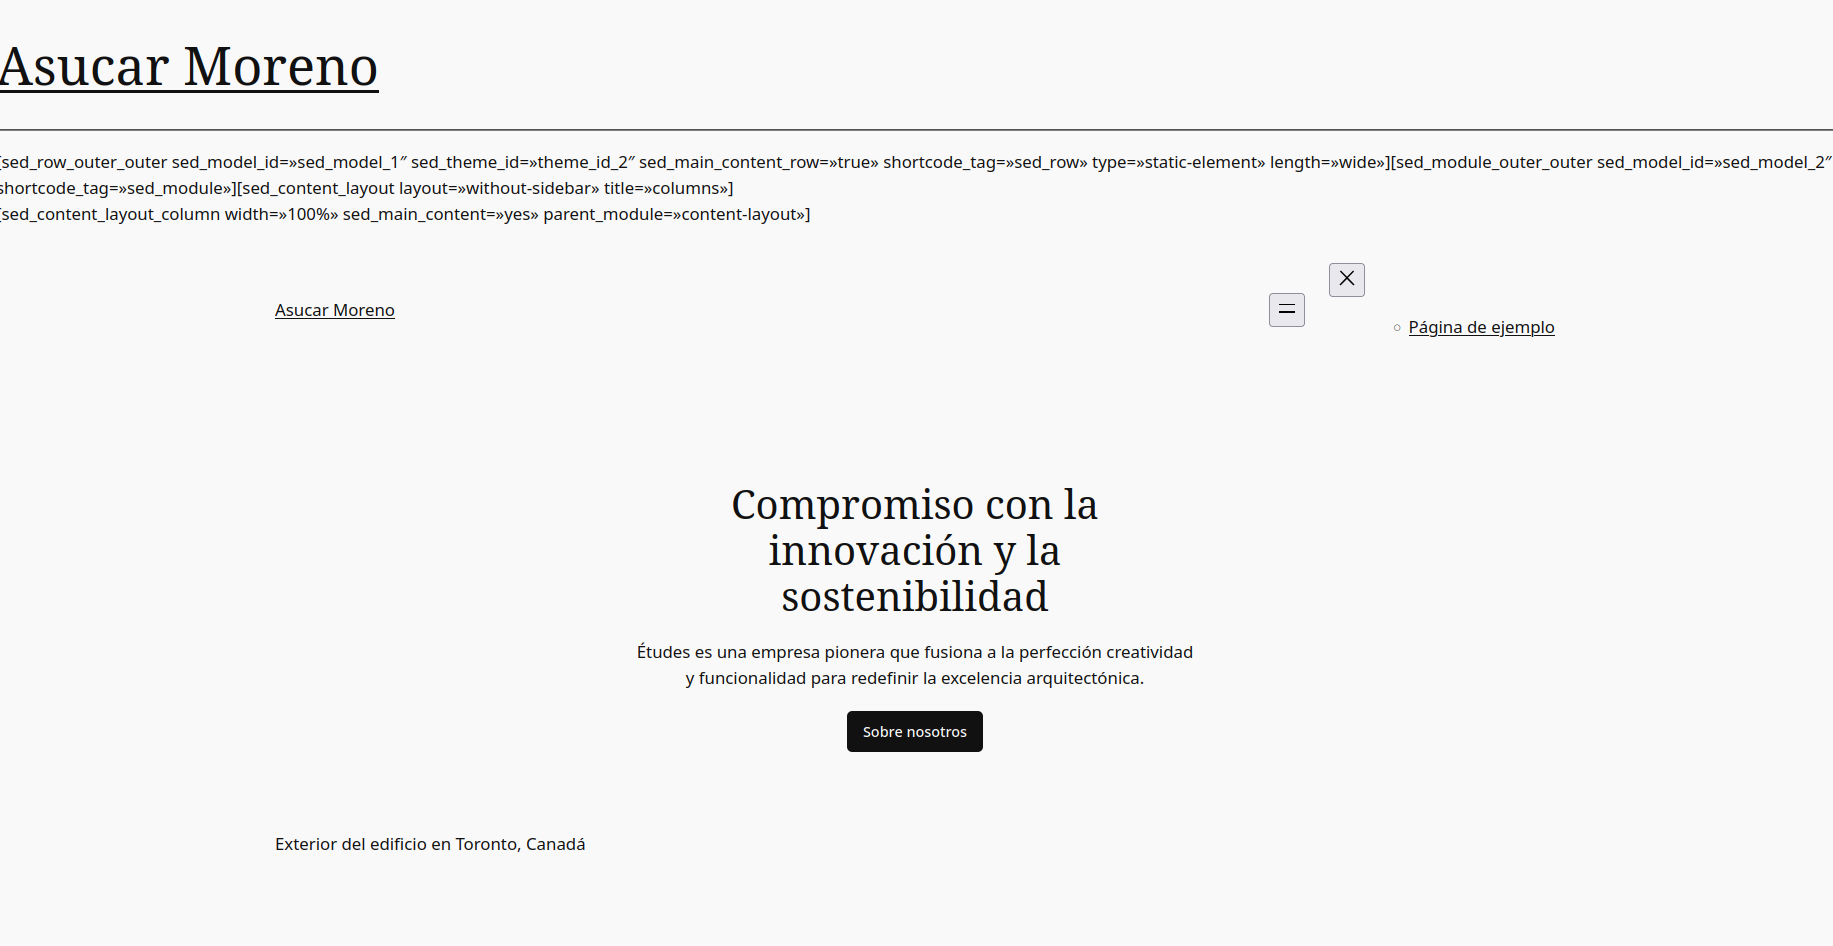 Asucar Moreno
[sed_row_outer_outer sed_model_id=»sed_model_1″ sed_theme_id=»theme_id_2″ sed_main_content_row=»true» shortcode_tag=»sed_row» type=»static-element» length=»wide»][sed_module_outer_outer sed_model_id=»sed_model_2″
shortcode_tag=»sed_module»][sed_content_layout layout=»without-sidebar» title=»columns»]
[sed_content_layout_column width=»100%» sed_main_content=»yes» parent_module=»content-layout»]
Asucar Moreno
Página de ejemplo
Compromiso con la
innovación y la
sostenibilidad
Études es una empresa pionera que fusiona a la perfección creatividad
y funcionalidad para redefinir la excelencia arquitectónica.
Sobre nosotros
Exterior del edificio en Toronto, Canadá